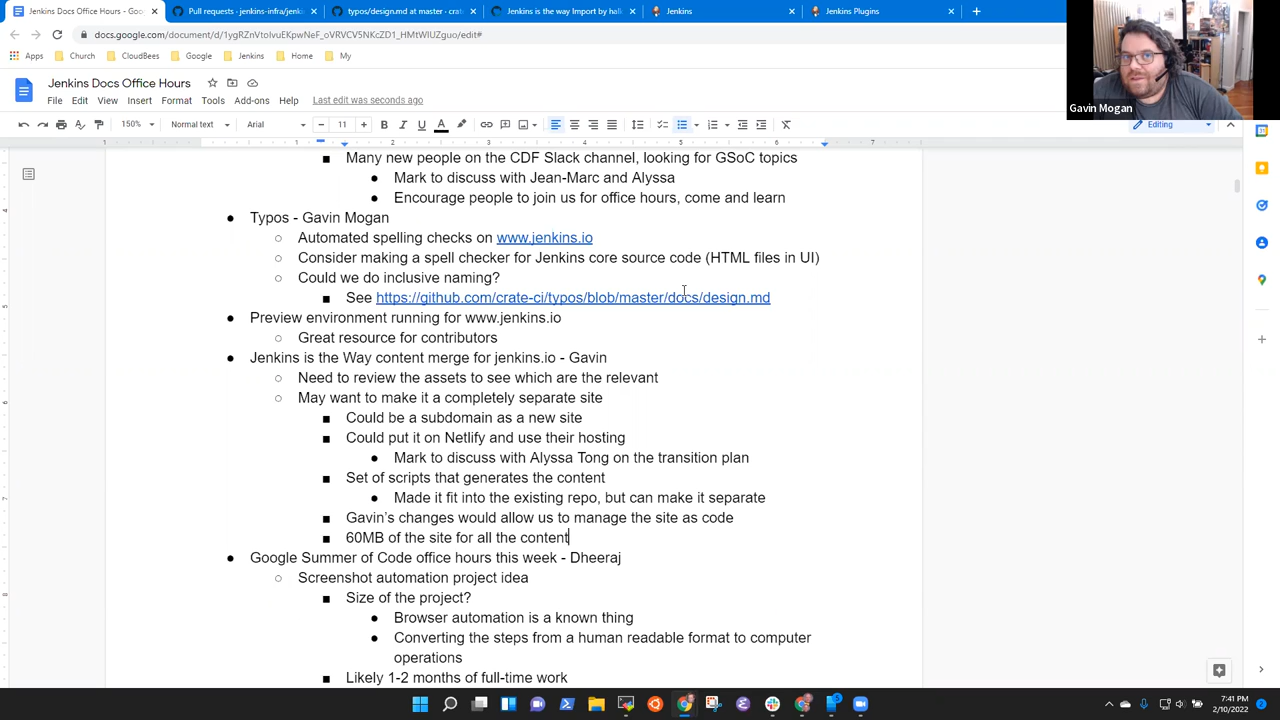 Jenkins Docs Office Hours - Goo
Pull requests · jenkins-infra/jenki
typos/design.md at master · crat
Jenkins is the way Import by hal
Jenkins
Jenkins Plugins
docs.google.com/document/d/1ygRZnVtoIvuEKpwNeF_oVRVCV5NKcZD1_HMtWIUZguo/edit#
Apps
Church
CloudBees
Google
Jenkins
Home
My
Jenkins Docs Office Hours
File Edit View Insert Format Tools Add-ons Help Last edit was seconds ago
150% Normal text Arial 11
Editing
Gavin Mogan
Many new people on the CDF Slack channel, looking for GSoC topics
Mark to discuss with Jean-Marc and Alyssa
Encourage people to join us for office hours, come and learn
Typos - Gavin Mogan
Automated spelling checks on www.jenkins.io
Consider making a spell checker for Jenkins core source code (HTML files in UI)
Could we do inclusive naming?
See https://github.com/crate-ci/typos/blob/master/docs/design.md
Preview environment running for www.jenkins.io
Great resource for contributors
Jenkins is the Way content merge for jenkins.io - Gavin
Need to review the assets to see which are the relevant
May want to make it a completely separate site
Could be a subdomain as a new site
Could put it on Netlify and use their hosting
Mark to discuss with Alyssa Tong on the transition plan
Set of scripts that generates the content
Made it fit into the existing repo, but can make it separate
Gavin's changes would allow us to manage the site as code
60MB of the site for all the content
Google Summer of Code office hours this week - Dheeraj
Screenshot automation project idea
Size of the project?
Browser automation is a known thing
Converting the steps from a human readable format to computer
operations
Likely 1-2 months of full-time work
7:41 PM
2/10/2022